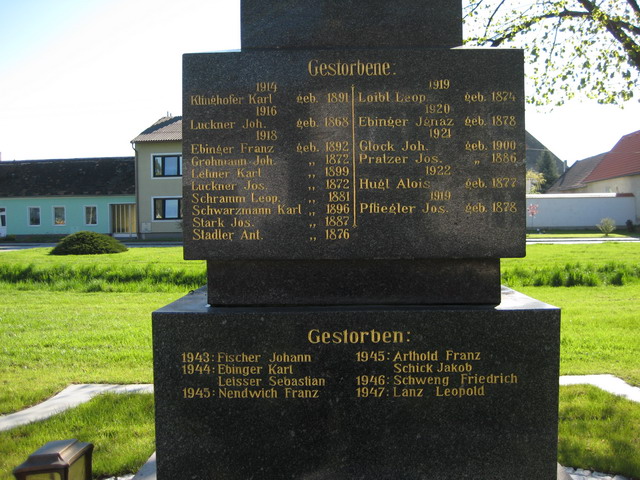 Gestorbene:
1914
Klinghofer Karl geb. 1891
1916
Luckner Joh. geb. 1868
1918
Ebinger Franz geb. 1892
Grohmann Joh. „ 1872
Lehner Karl „ 1899
Luckner Jos. „ 1872
Schramm Leop. „ 1881
Schwarzmann Karl „ 1896
Stark Jos. „ 1887
Stadler Ant. „ 1876
1919
Loibl Leop. geb. 1874
1920
Ebinger Ignaz geb. 1878
1921
Glock Joh. geb. 1900
Pratzer Jos. „ 1886
1922
Hugl Alois geb. 1877
1919
Pfliegler Jos. geb. 1878
Gestorben:
1943: Fischer Johann
1944: Ebinger Karl
Leisser Sebastian
1945: Nendwich Franz
1945: Arthold Franz
Schick Jakob
1946: Schweng Friedrich
1947: Lanz Leopold